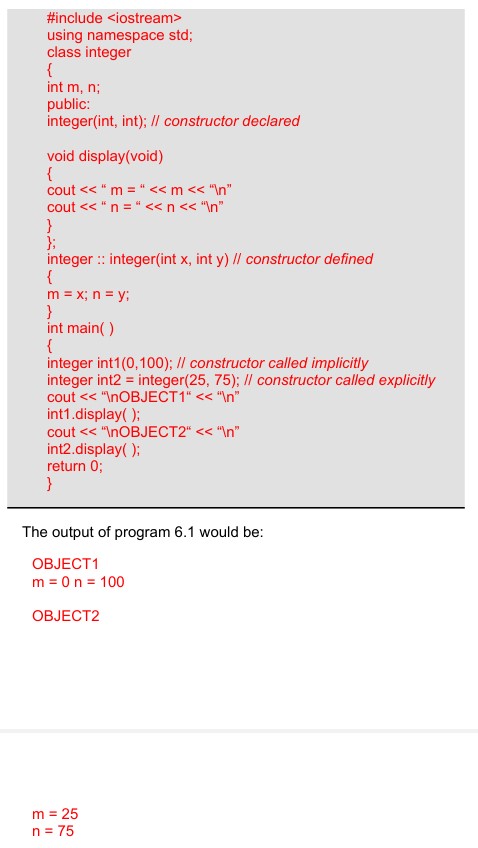 #include <iostream>
using namespace std;
class integer
{
int m, n;
public:
integer(int, int); // constructor declared
void display(void)
{
cout << “ m = “ << m << “\n”
cout << “ n = “ << n << “\n”
}
};
integer :: integer(int x, int y) // constructor defined
{
m = x; n = y;
}
int main( )
{
integer int1(0,100); // constructor called implicitly
integer int2 = integer(25, 75); // constructor called explicitly
cout << “\nOBJECT1“ << “\n”
int1.display( );
cout << “\nOBJECT2“ << “\n”
int2.display( );
return 0;
}
The output of program 6.1 would be:
OBJECT1
m = 0 n = 100
OBJECT2
m = 25
n = 75